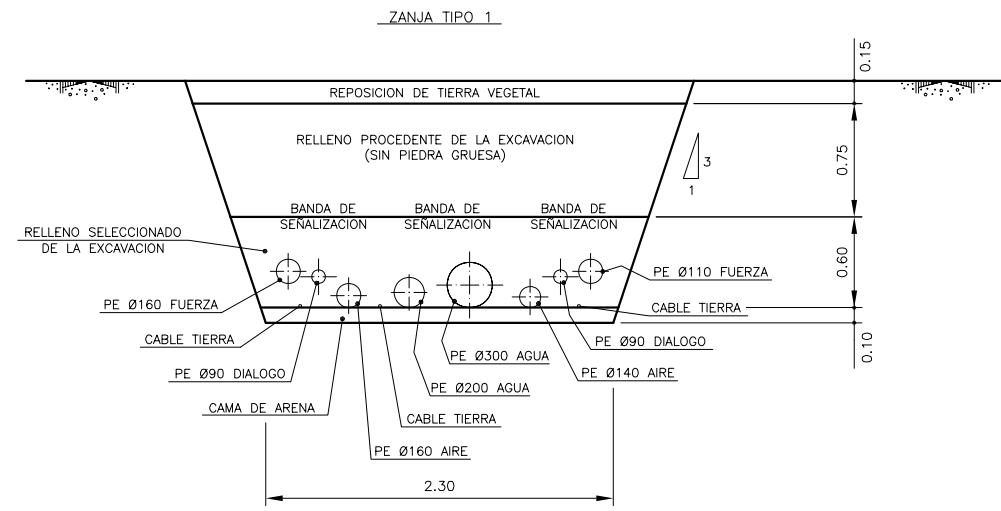 ZANJA TIPO 1
0.15
REPOSICION DE TIERRA VEGETAL
RELLENO PROCEDENTE DE LA EXCAVACION
(SIN PIEDRA GRUESA)
3
1
0.75
BANDA DE
SEÑALIZACION
BANDA DE
SEÑALIZACION
BANDA DE
SEÑALIZACION
RELLENO SELECCIONADO
DE LA EXCAVACION
0.60
PE Ø110 FUERZA
PE Ø160 FUERZA
CABLE TIERRA
CABLE TIERRA
PE Ø90 DIALOGO
0.10
PE Ø300 AGUA
PE Ø90 DIALOGO
PE Ø140 AIRE
PE Ø200 AGUA
CAMA DE ARENA
CABLE TIERRA
PE Ø160 AIRE
2.30